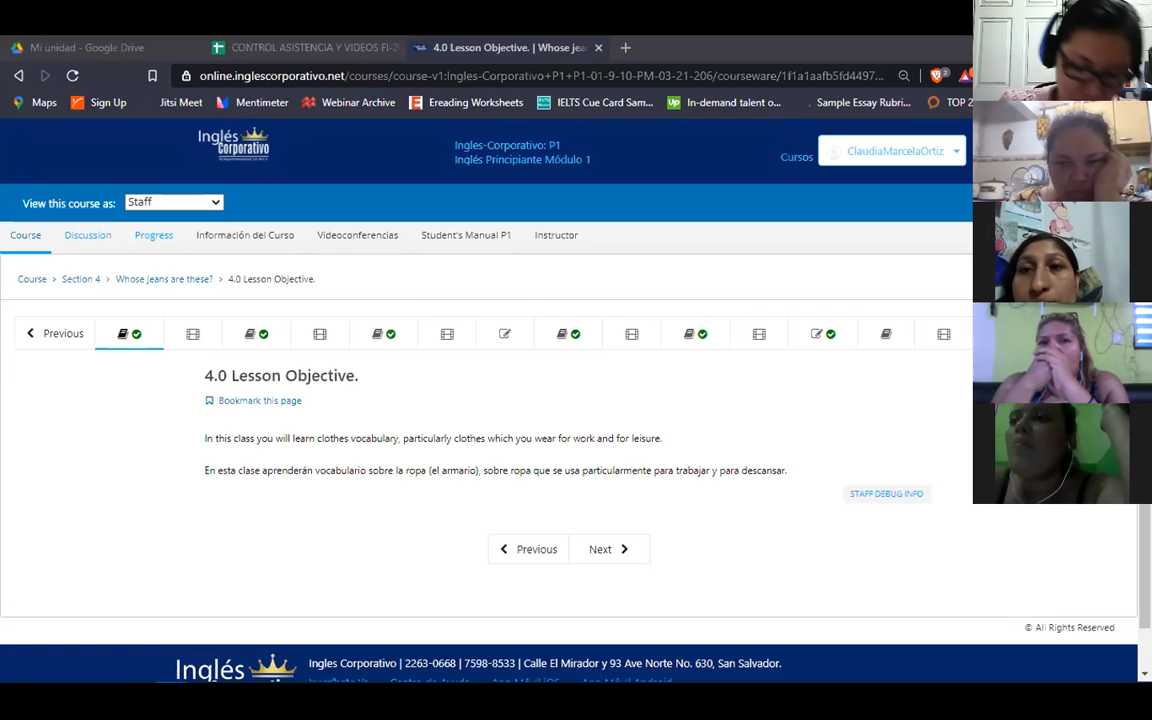 Mi unidad - Google Drive
CONTROL ASISTENCIA Y VIDEOS FI-2
4.0 Lesson Objective. | Whose jea
online.inglescorporativo.net/courses/course-v1:Ingles-Corporativo+P1+P1-01-9-10-PM-03-21-206/courseware/1f1a1aafb5fd4497...
2
Maps
Sign Up
Jitsi Meet
Mentimeter
Webinar Archive
Ereading Worksheets
IELTS Cue Card Sam...
In-demand talent o...
Sample Essay Rubri...
TOP 2
Inglés
Corporativo
Ingles-Corporativo: P1
Inglés Principiante Módulo 1
Cursos
ClaudiaMarcelaOrtiz
View this course as:
Staff
Course
Discussion
Progress
Información del Curso
Videoconferencias
Student's Manual P1
Instructor
Course > Section 4 > Whose jeans are these? > 4.0 Lesson Objective.
Previous
4.0 Lesson Objective.
Bookmark this page
In this class you will learn clothes vocabulary, particularly clothes which you wear for work and for leisure.
En esta clase aprenderán vocabulario sobre la ropa (el armario), sobre ropa que se usa particularmente para trabajar y para descansar.
STAFF DEBUG INFO
Previous
Next
© All Rights Reserved
Inglés
Ingles Corporativo | 2263-0668 | 7598-8533 | Calle El Mirador y 93 Ave Norte No. 630, San Salvador.